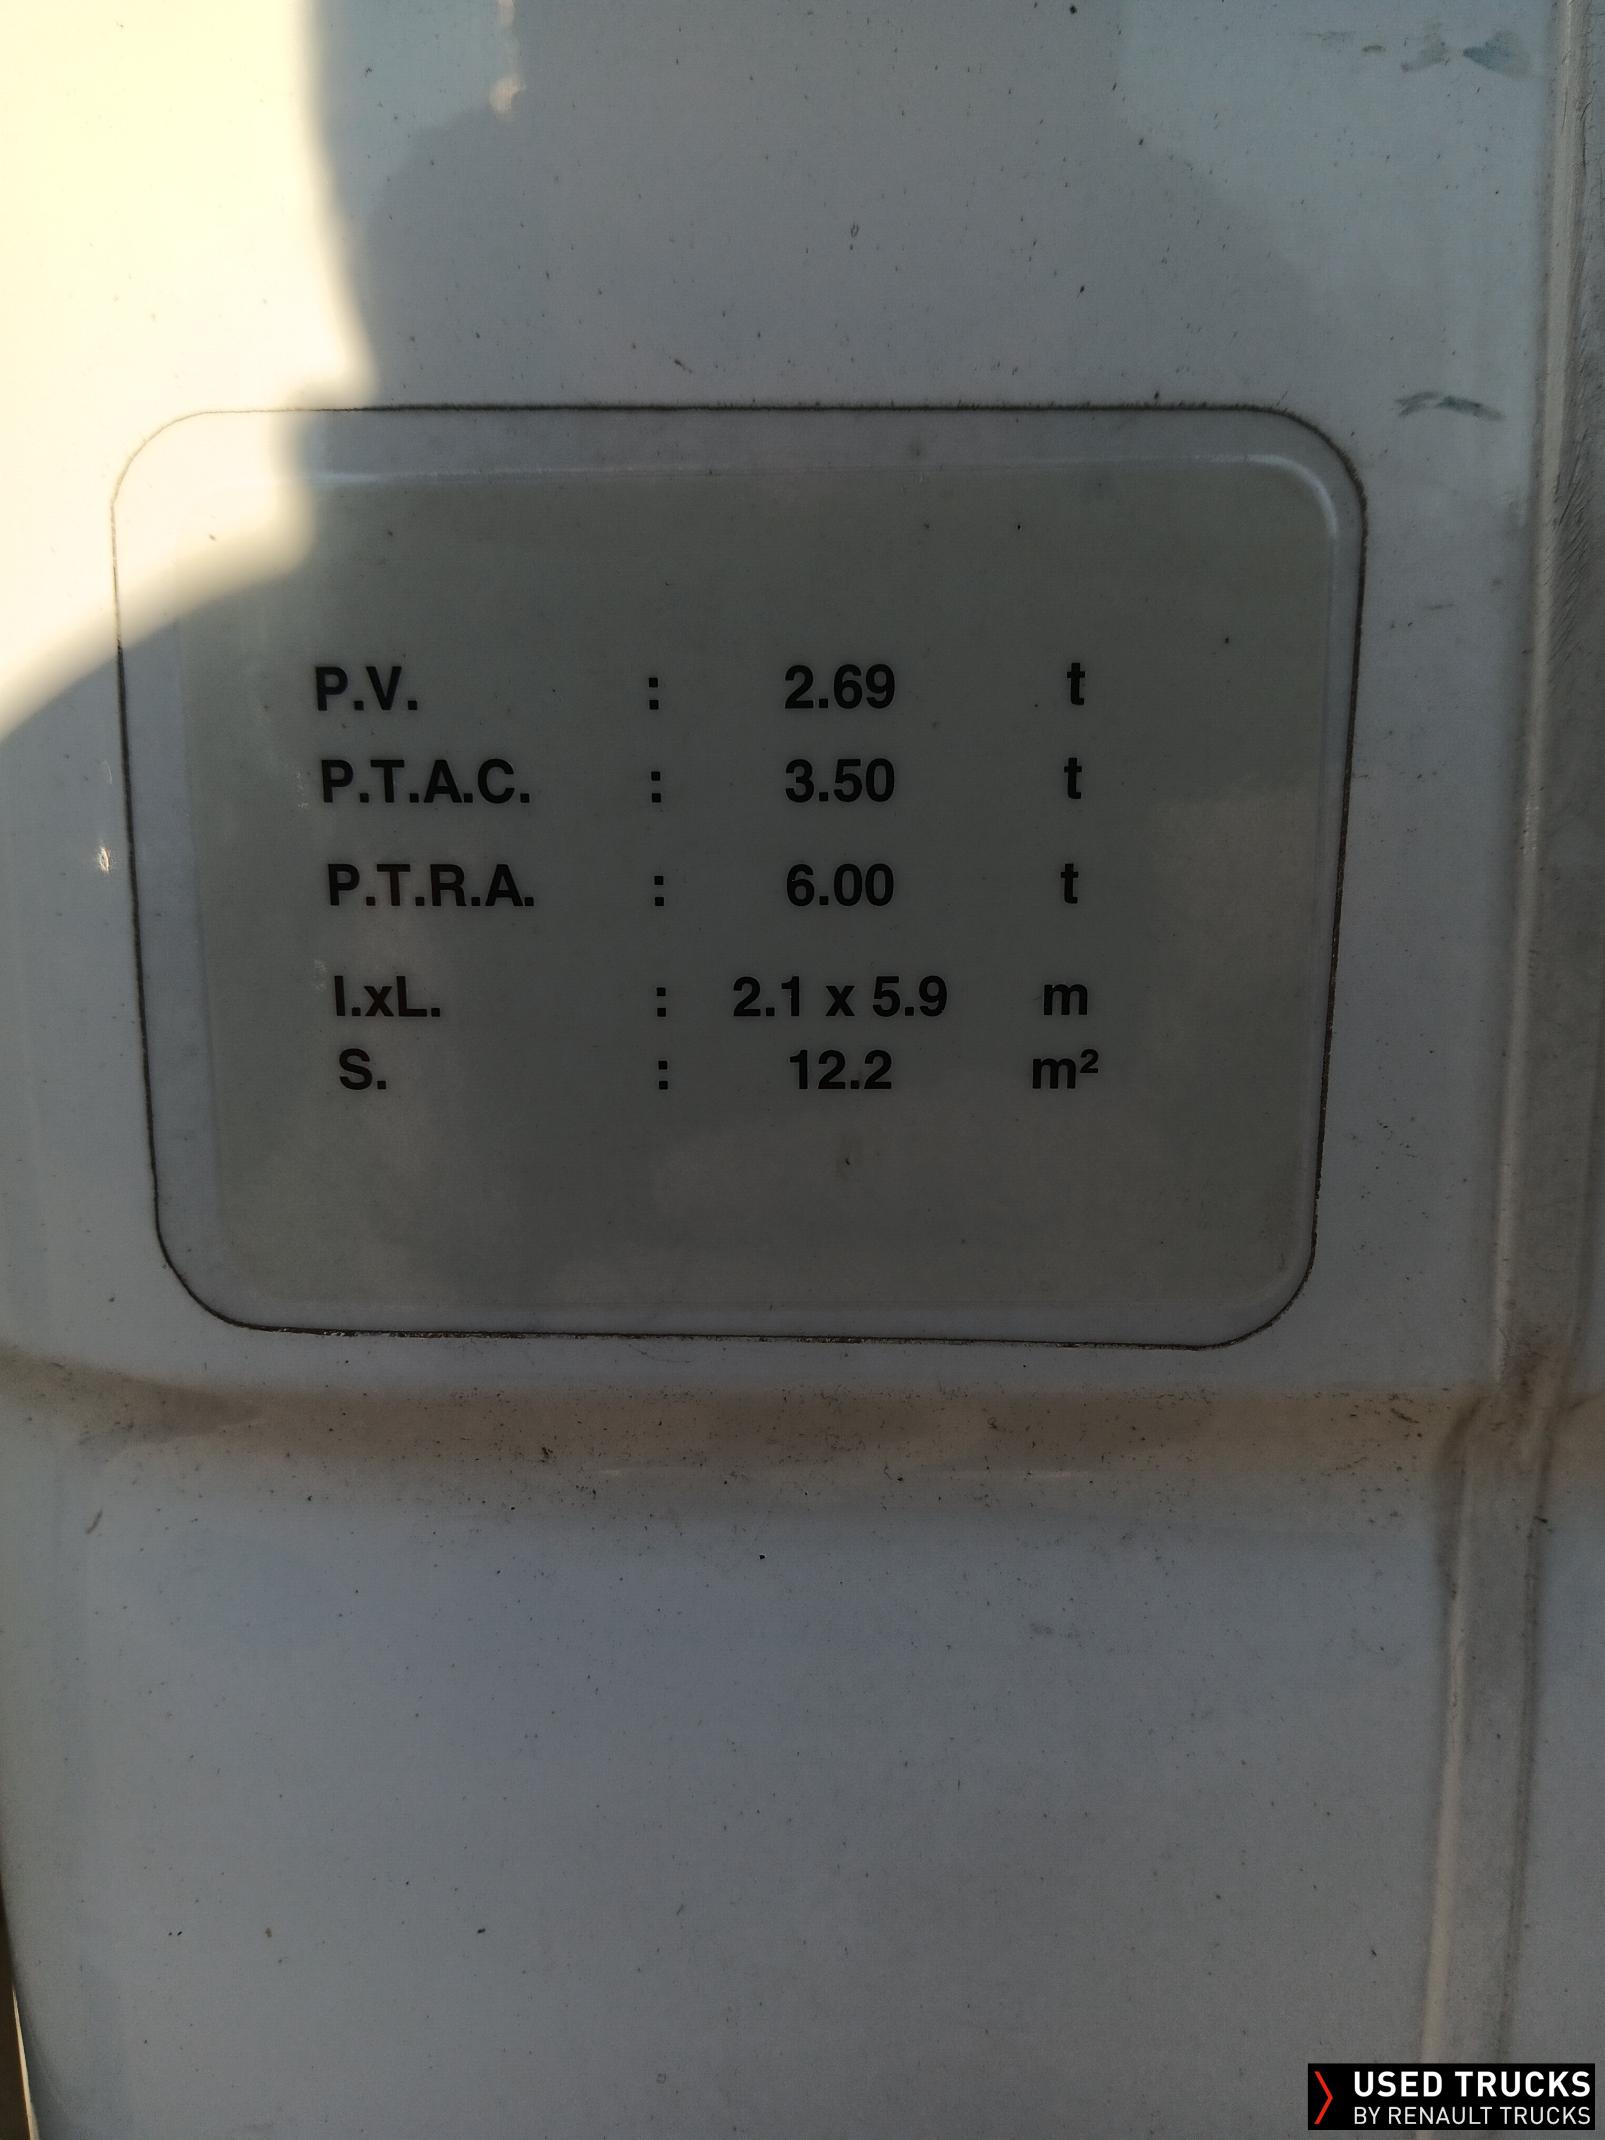 P.V. : 2.69 t
P.T.A.C. : 3.50 t
P.T.R.A. : 6.00 t
l.xL. : 2.1 x 5.9 m
S. : 12.2 m²
USED TRUCKS
BY RENAULT TRUCKS